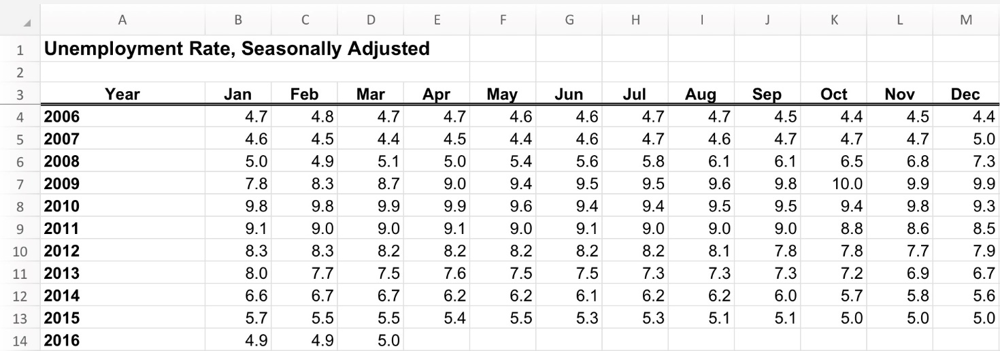 A B C D E F G H I J K L M
1 Unemployment Rate, Seasonally Adjusted
2
3 Year Jan Feb Mar Apr May Jun Jul Aug Sep Oct Nov Dec
4 2006 4.7 4.8 4.7 4.7 4.6 4.6 4.7 4.7 4.5 4.4 4.5 4.4
5 2007 4.6 4.5 4.4 4.5 4.4 4.6 4.7 4.6 4.7 4.7 4.7 5.0
6 2008 5.0 4.9 5.1 5.0 5.4 5.6 5.8 6.1 6.1 6.5 6.8 7.3
7 2009 7.8 8.3 8.7 9.0 9.4 9.5 9.5 9.6 9.8 10.0 9.9 9.9
8 2010 9.8 9.8 9.9 9.9 9.6 9.4 9.4 9.5 9.5 9.4 9.8 9.3
9 2011 9.1 9.0 9.0 9.1 9.0 9.1 9.0 9.0 9.0 8.8 8.6 8.5
10 2012 8.3 8.3 8.2 8.2 8.2 8.2 8.2 8.1 7.8 7.8 7.7 7.9
11 2013 8.0 7.7 7.5 7.6 7.5 7.5 7.3 7.3 7.3 7.2 6.9 6.7
12 2014 6.6 6.7 6.7 6.2 6.2 6.1 6.2 6.2 6.0 5.7 5.8 5.6
13 2015 5.7 5.5 5.5 5.4 5.5 5.3 5.3 5.1 5.1 5.0 5.0 5.0
14 2016 4.9 4.9 5.0